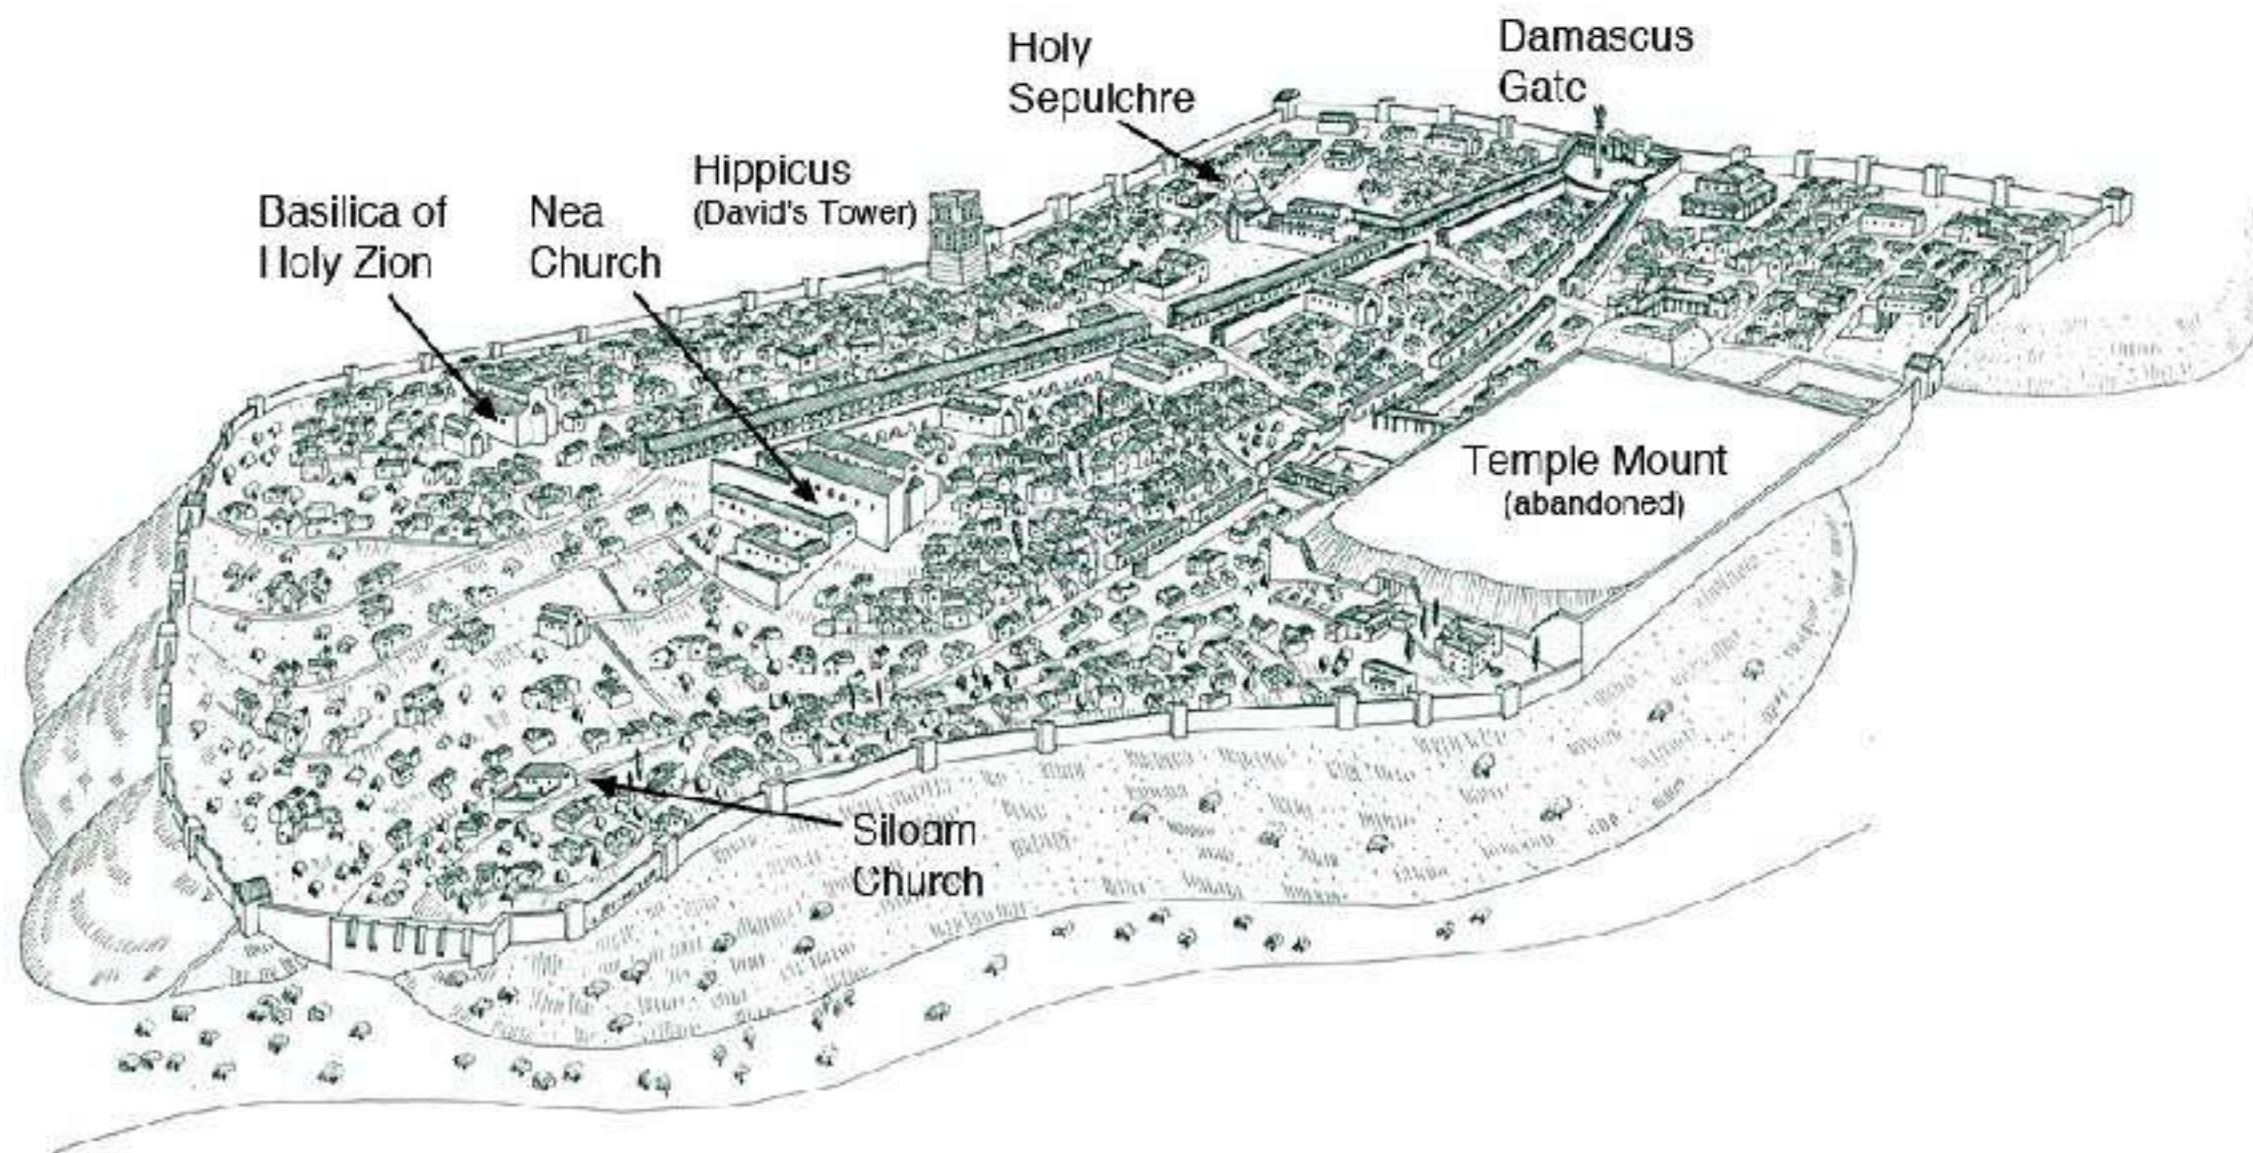 Holy
Sepulchre
Damascus
Gate
Hippicus
(David's Tower)
Basilica of
Holy Zion
Nea
Church
Temple Mount
(abandoned)
Siloam
Church